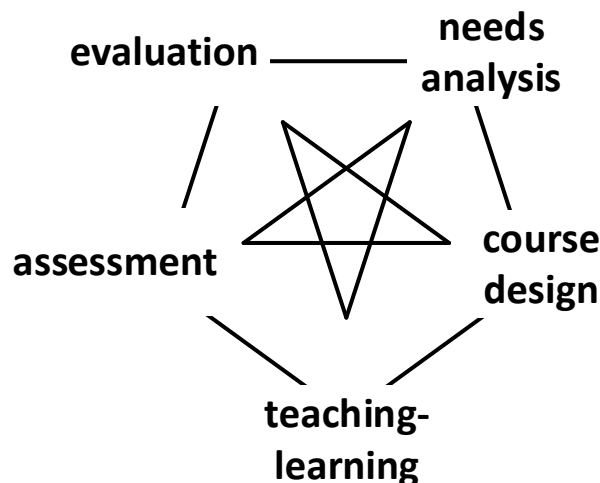 evaluation
needs
analysis
assessment
course
design
teaching-
learning